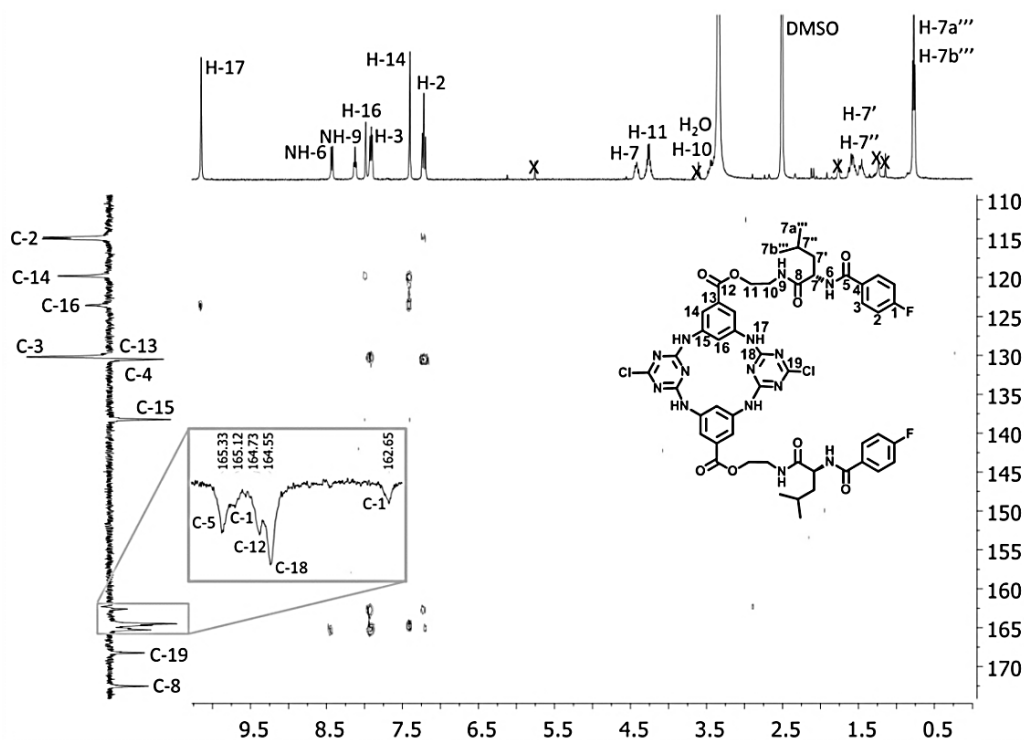 H-17
NH-6
NH-9
H-16
H-3
H-14
H-2
H-7
H-11
H₂O
H-10
DMSO
H-7'
H-7''
H-7a'''
H-7b'''
X
X
X
X
X
C-2
C-14
C-16
C-3
C-13
C-4
C-15
C-19
C-8
165.33
165.12
164.73
164.55
162.65
C-5
C-1
C-12
C-18
C-1
7a'''
7b'''
7''
7'
O
12
O
11
10
H
N
9
8
O
7
6
N
H
O
5
4
3
2
1
F
13
14
15
16
17
NH
HN
18
19
N
N
N
N
N
N
Cl
Cl
NH
HN
O
O
H
N
O
H
N
O
F
110
115
120
125
130
135
140
145
150
155
160
165
170
9.5
8.5
7.5
6.5
5.5
4.5
3.5
2.5
1.5
0.5